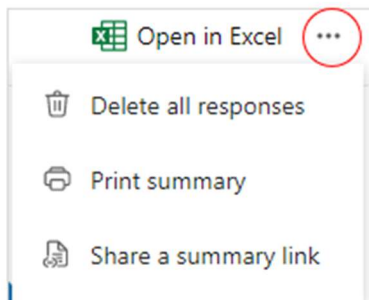 Open in Excel
Delete all responses
Print summary
Share a summary link